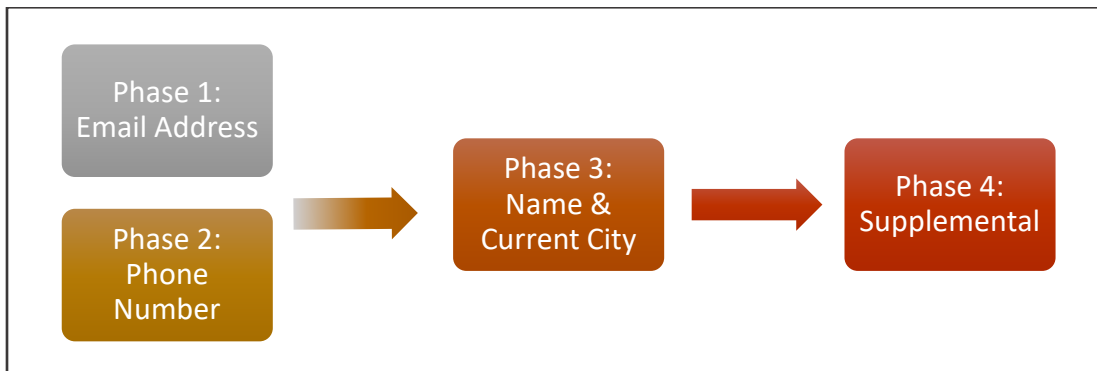 Phase 1:
Email Address
Phase 2:
Phone
Number
Phase 3:
Name &
Current City
Phase 4:
Supplemental